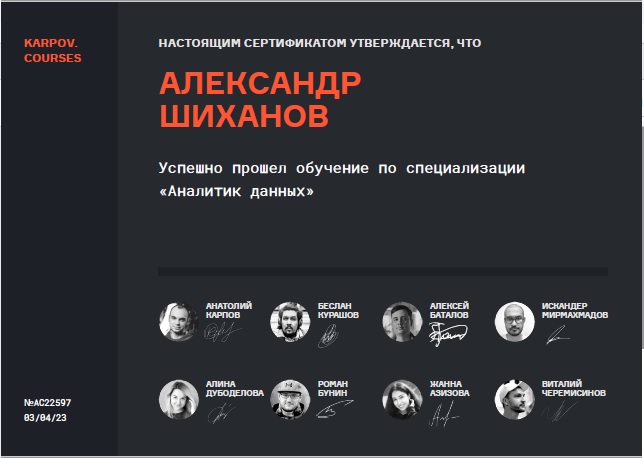 KARPOV.
COURSES
НАСТОЯЩИМ СЕРТИФИКАТОМ УТВЕРЖДАЕТСЯ, ЧТО
АЛЕКСАНДР
ШИХАНОВ
Успешно прошел обучение по специализации
«Аналитик данных»
АНАТОЛИЙ
КАРПОВ
БЕСЛАН
КУРАШОВ
АЛЕКСЕЙ
БАТАЛОВ
ИСКАНДЕР
МИРМАХМАДОВ
АЛИНА
ДУБОДЕЛОВА
РОМАН
БУНИН
ЖАННА
АЗИЗОВА
ВИТАЛИЙ
ЧЕРЕМИСИНОВ
№AC22597
03/04/23